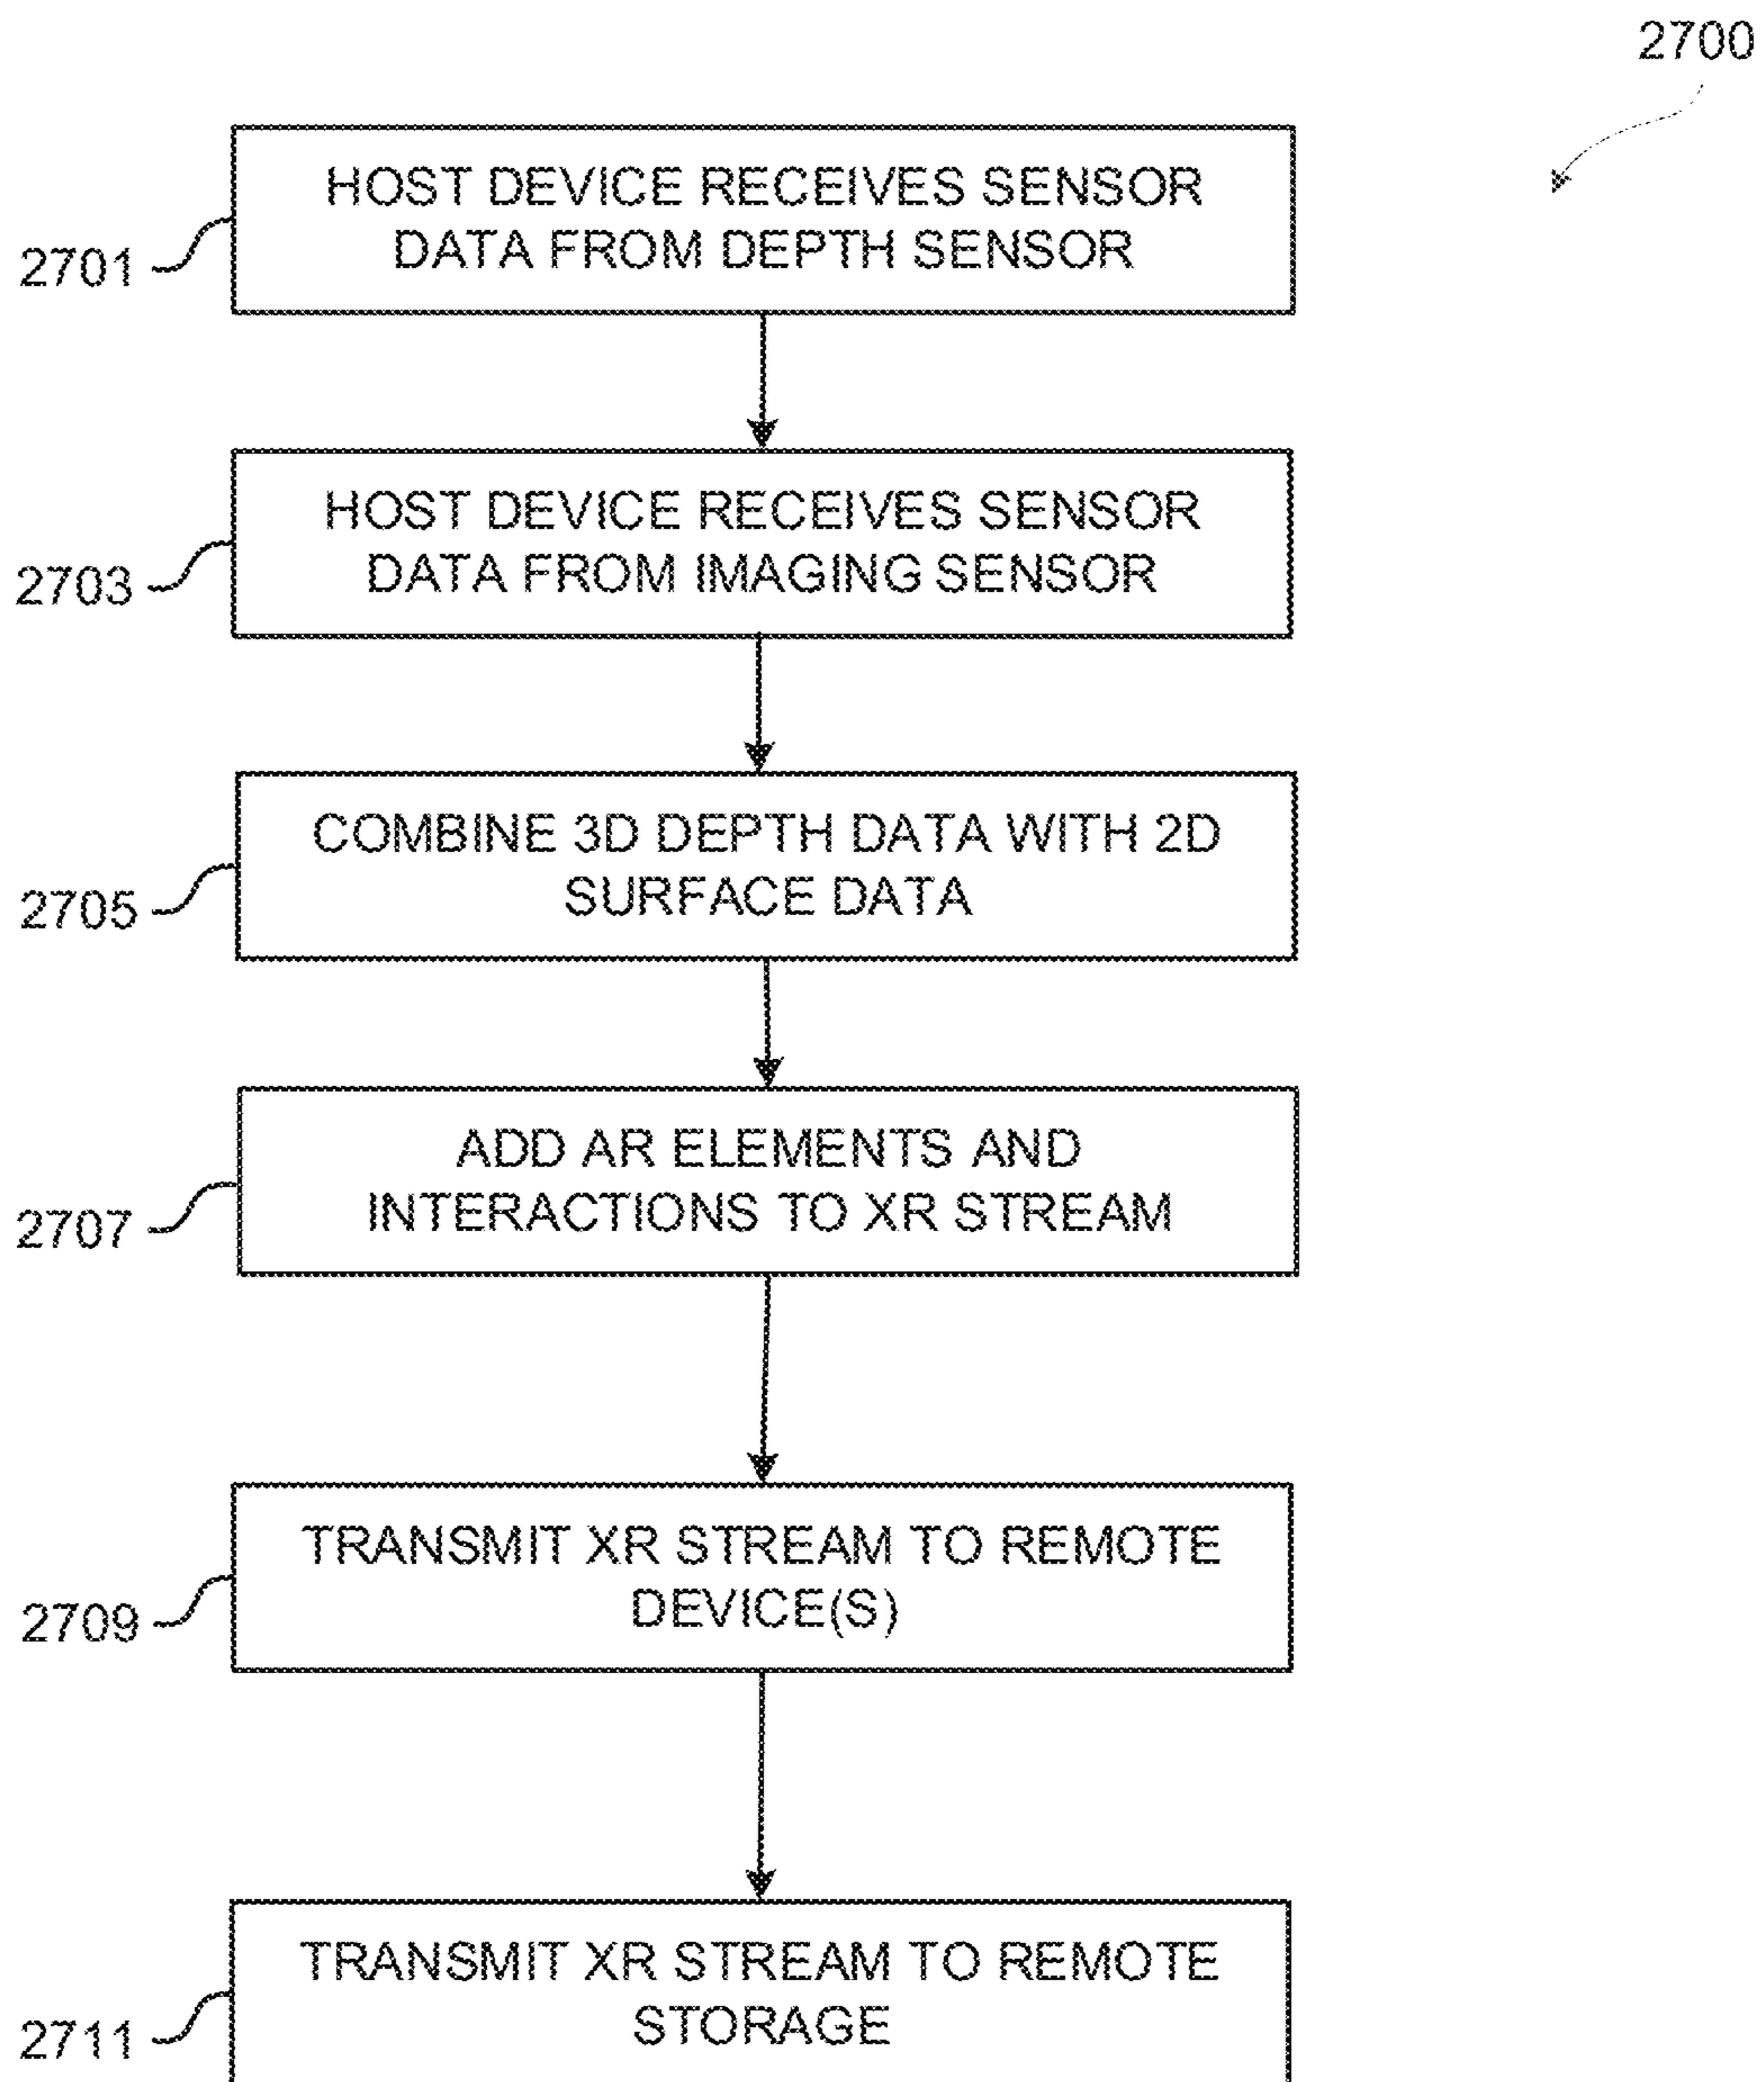 2700
HOST DEVICE RECEIVES SENSOR
DATA FROM DEPTH SENSOR
2701
HOST DEVICE RECEIVES SENSOR
DATA FROM IMAGING SENSOR
2703
COMBINE 3D DEPTH DATA WITH 2D
SURFACE DATA
2705
ADD AR ELEMENTS AND
INTERACTIONS TO XR STREAM
2707
TRANSMIT XR STREAM TO REMOTE
DEVICE(S)
2709
TRANSMIT XR STREAM TO REMOTE
STORAGE
2711